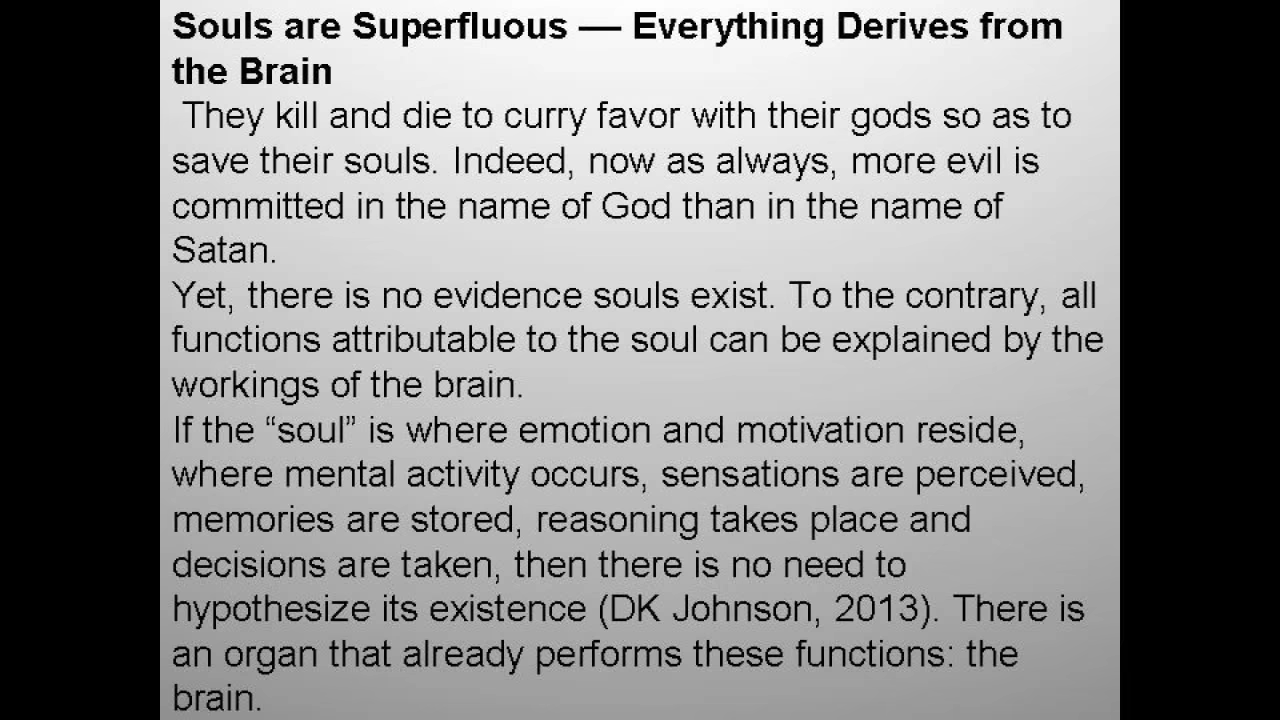 Souls are Superfluous — Everything Derives from
the Brain
They kill and die to curry favor with their gods so as to
save their souls. Indeed, now as always, more evil is
committed in the name of God than in the name of
Satan.
Yet, there is no evidence souls exist. To the contrary, all
functions attributable to the soul can be explained by the
workings of the brain.
If the “soul” is where emotion and motivation reside,
where mental activity occurs, sensations are perceived,
memories are stored, reasoning takes place and
decisions are taken, then there is no need to
hypothesize its existence (DK Johnson, 2013). There is
an organ that already performs these functions: the
brain.